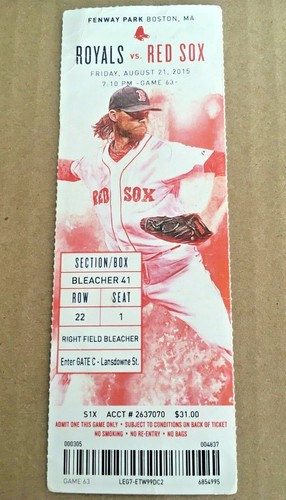 FENWAY PARK BOSTON, MA
ROYALS VS. RED SOX
FRIDAY, AUGUST 21, 2015
7:10 PM -GAME 63-
B
RED SOX
SECTION/BOX
BLEACHER 41
ROW SEAT
22 1
RIGHT FIELD BLEACHER
Enter GATE C - Lansdowne St.
S1X ACCT # 2637070 $31.00
ADMIT ONE THIS GAME ONLY • SUBJECT TO CONDITIONS ON BACK OF TICKET
NO SMOKING • NO RE-ENTRY • NO BAGS
000305 004837
GAME 63 LEG7-ETW99DC2 6854995